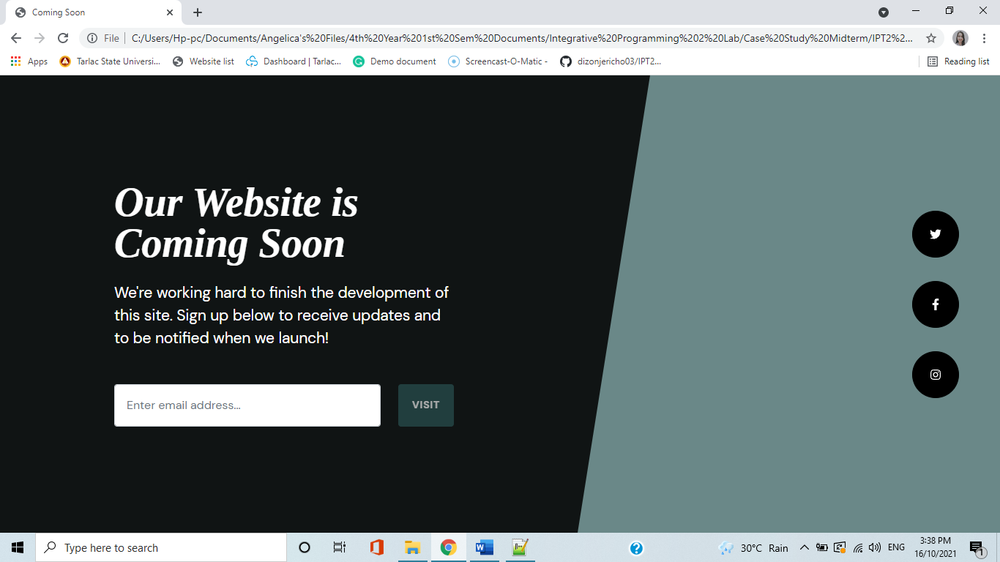 Coming Soon
File | C:/Users/Hp-pc/Documents/Angelica's%20Files/4th%20Year%201st%20Sem%20Documents/Integrative%20Programming%202%20Lab/Case%20Study%20Midterm/IPT2%2...
Apps Tarlac State Universi... Website list Dashboard | Tarlac... Demo document Screencast-O-Matic - dizonjericho03/IPT2... Reading list
Our Website is
Coming Soon
We're working hard to finish the development of
this site. Sign up below to receive updates and
to be notified when we launch!
Enter email address... VISIT
Type here to search
30°C Rain
ENG
3:38 PM
16/10/2021
1